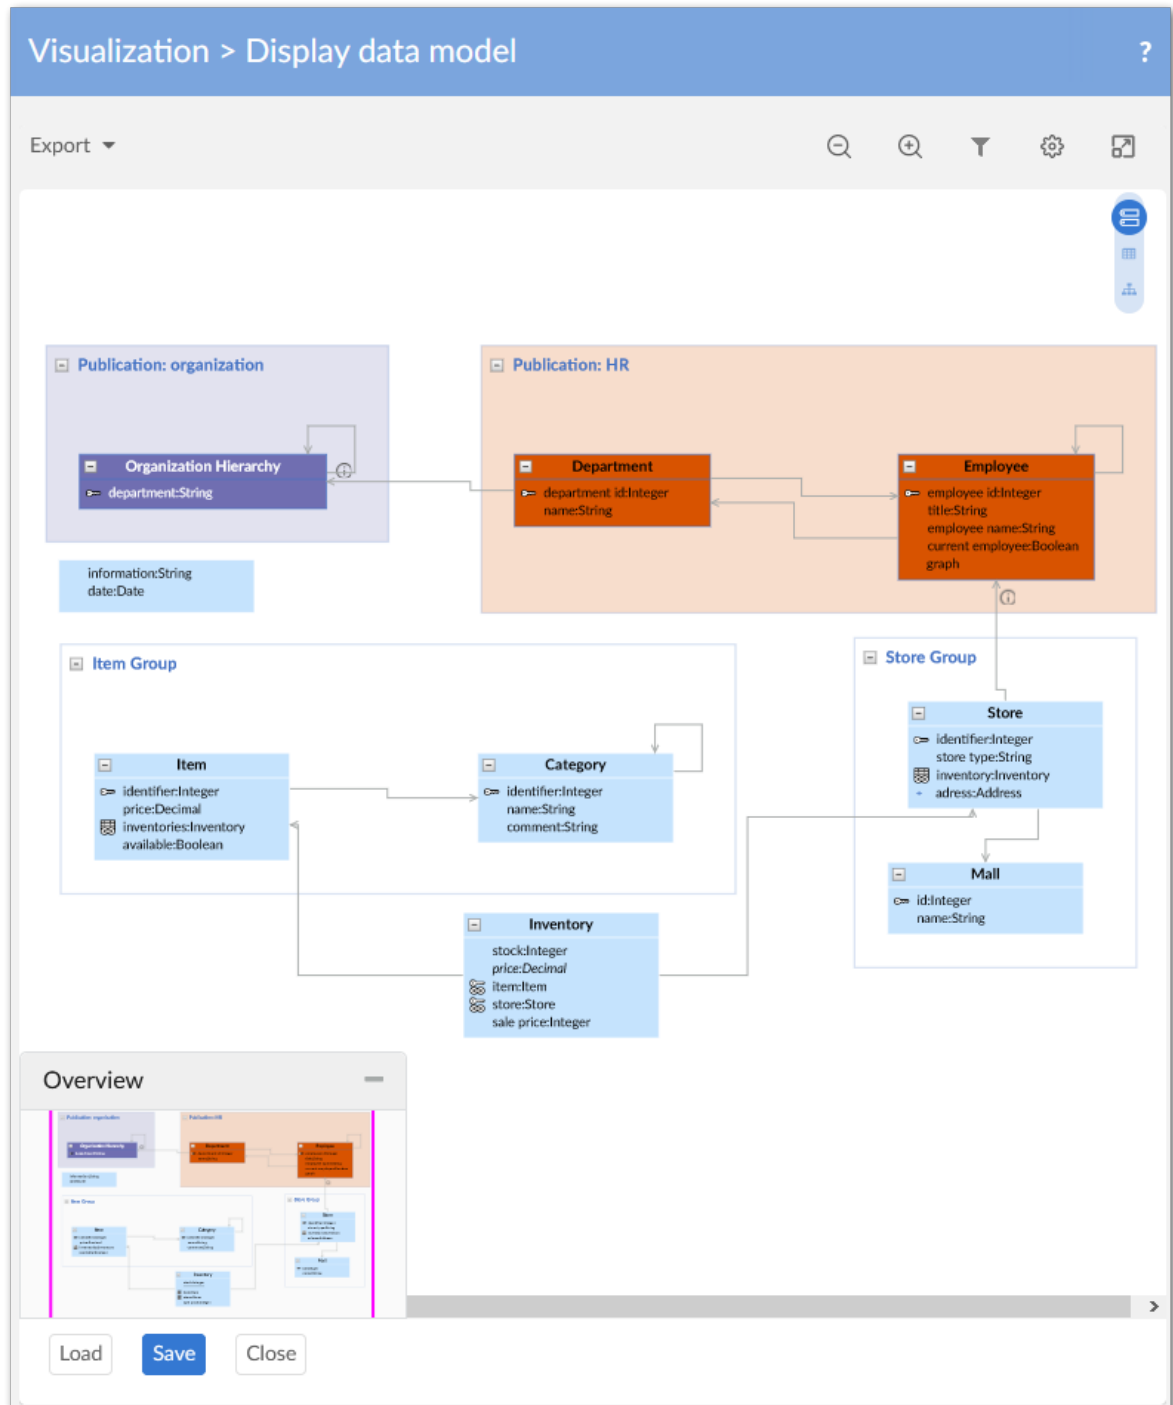 Visualization > Display data model
?
Export
Publication: organization
Organization Hierarchy
department:String
information:String
date:Date
Publication: HR
Department
department id:Integer
name:String
Employee
employee id:Integer
title:String
employee name:String
current employee:Boolean
graph
Item Group
Item
identifier:Integer
price:Decimal
inventories:Inventory
available:Boolean
Category
identifier:Integer
name:String
comment:String
Store Group
Store
identifier:Integer
store type:String
inventory:Inventory
adress:Address
Mall
id:Integer
name:String
Inventory
stock:Integer
price:Decimal
item:Item
store:Store
sale price:Integer
Overview
Load
Save
Close